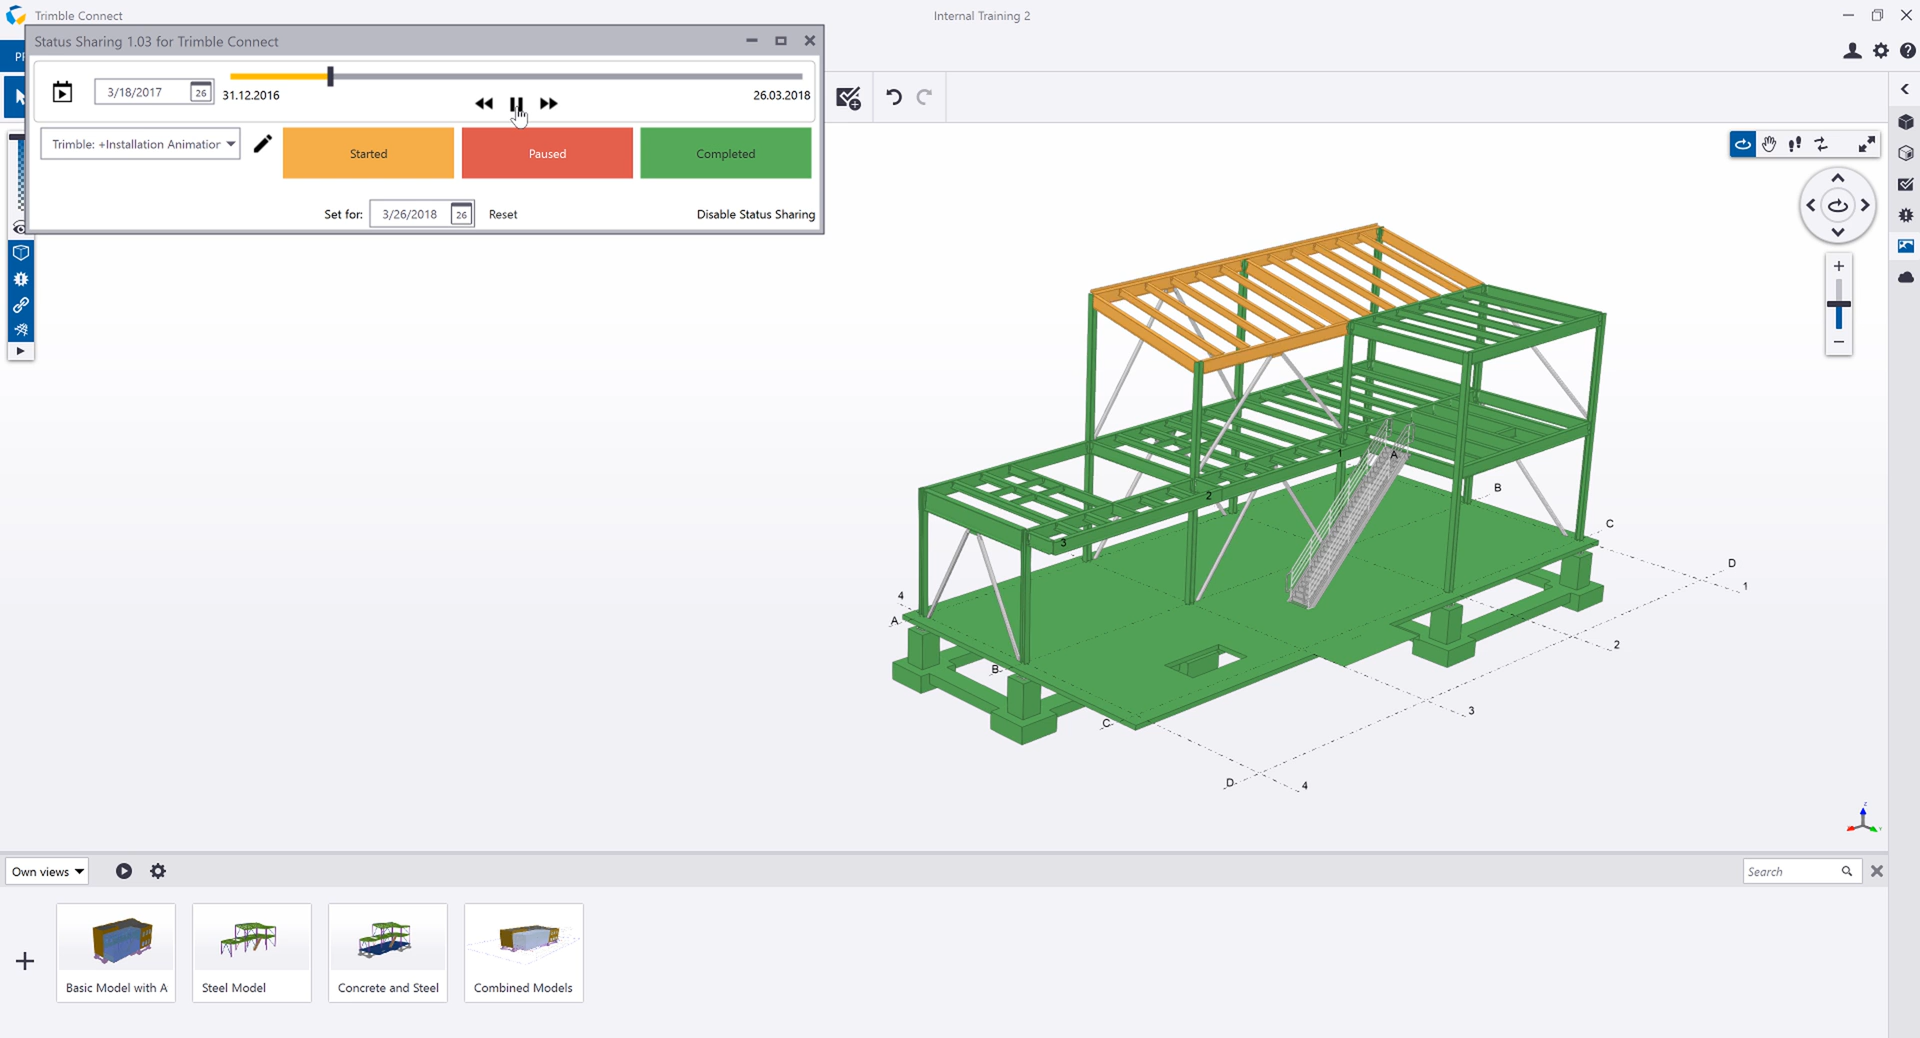 Trimble Connect
Internal Training 2
PR
Status Sharing 1.03 for Trimble Connect
3/18/2017
26
31.12.2016
26.03.2018
Trimble: +Installation Animation
Started
Paused
Completed
Set for:
3/26/2018
26
Reset
Disable Status Sharing
1
A
2
B
3
C
D
1
4
A
2
B
3
C
D
4
z
Own views
Search
Basic Model with A
Steel Model
Concrete and Steel
Combined Models